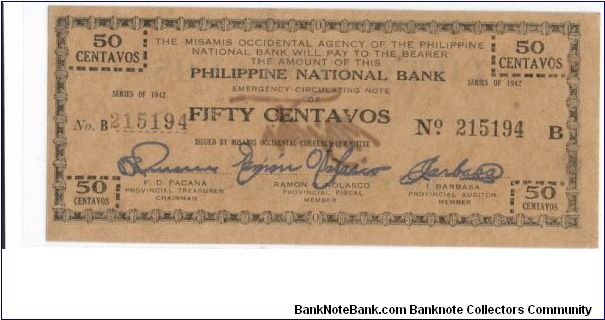 50 CENTAVOS
THE MISAMIS OCCIDENTAL AGENCY OF THE PHILIPPINE
NATIONAL BANK WILL PAY TO THE BEARER
THE AMOUNT OF THIS
PHILIPPINE NATIONAL BANK
50 CENTAVOS
SERIES OF 1942
EMERGENCY CIRCULATING NOTE
OF
SERIES OF 1942
FIFTY CENTAVOS
No. B 215194
No 215194 B
ISSUED BY MISAMIS OCCIDENTAL CURRENCY COMMITTEE
50 CENTAVOS
F. D. PACANA
PROVINCIAL TREASURER
CHAIRMAN
PROVINCIAL FISCAL
MEMBER
I. BARBASA
PROVINCIAL AUDITOR
MEMBER
50 CENTAVOS
BankNoteBank.com Banknote Collectors Community